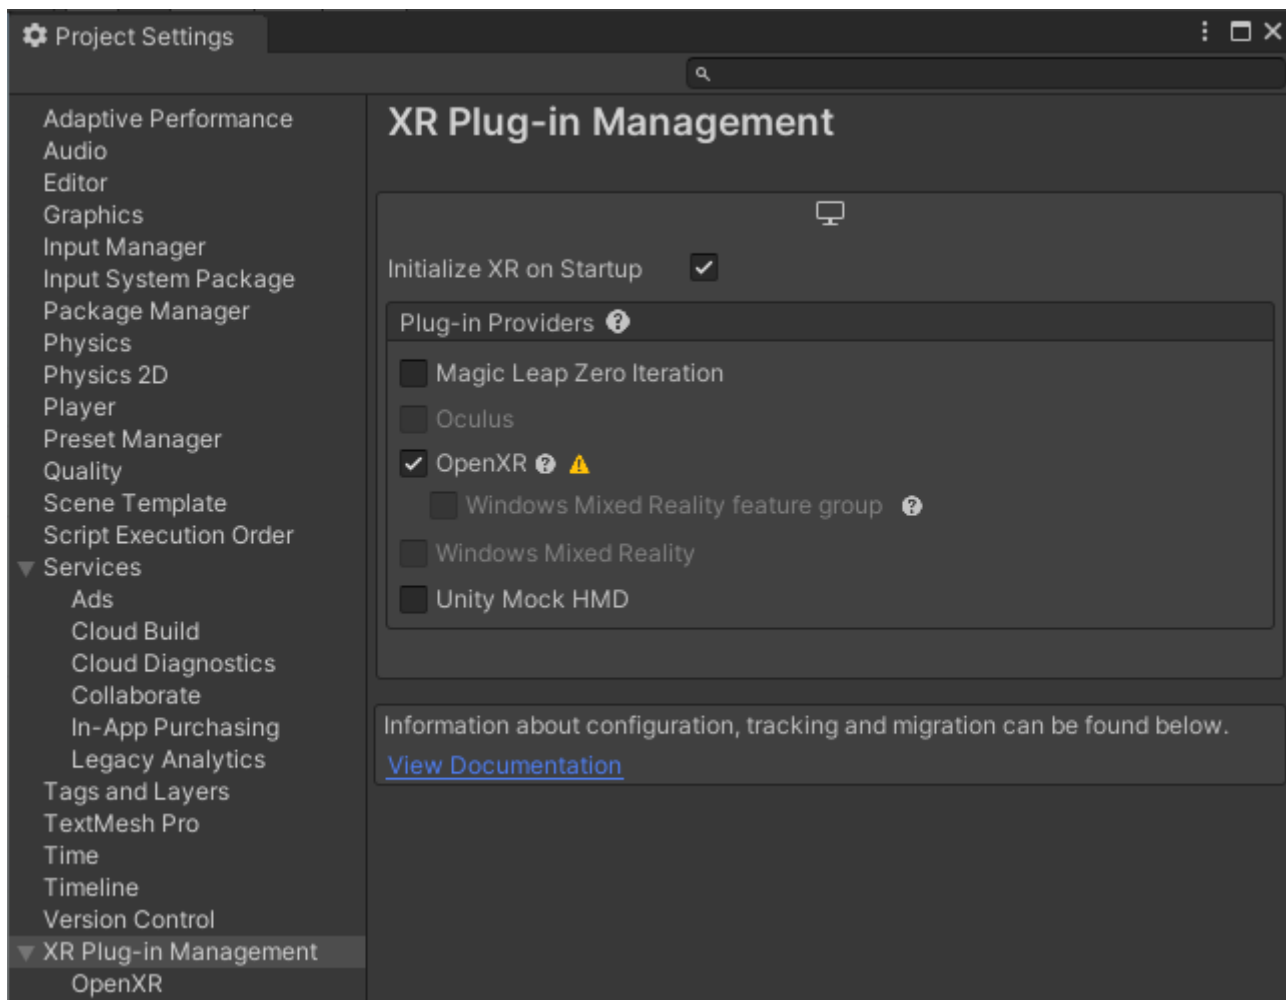 Project Settings
Adaptive Performance
Audio
Editor
Graphics
Input Manager
Input System Package
Package Manager
Physics
Physics 2D
Player
Preset Manager
Quality
Scene Template
Script Execution Order
Services
Ads
Cloud Build
Cloud Diagnostics
Collaborate
In-App Purchasing
Legacy Analytics
Tags and Layers
TextMesh Pro
Time
Timeline
Version Control
XR Plug-in Management
OpenXR
XR Plug-in Management
Initialize XR on Startup
Plug-in Providers
Magic Leap Zero Iteration
Oculus
OpenXR
Windows Mixed Reality feature group
Windows Mixed Reality
Unity Mock HMD
Information about configuration, tracking and migration can be found below.
View Documentation